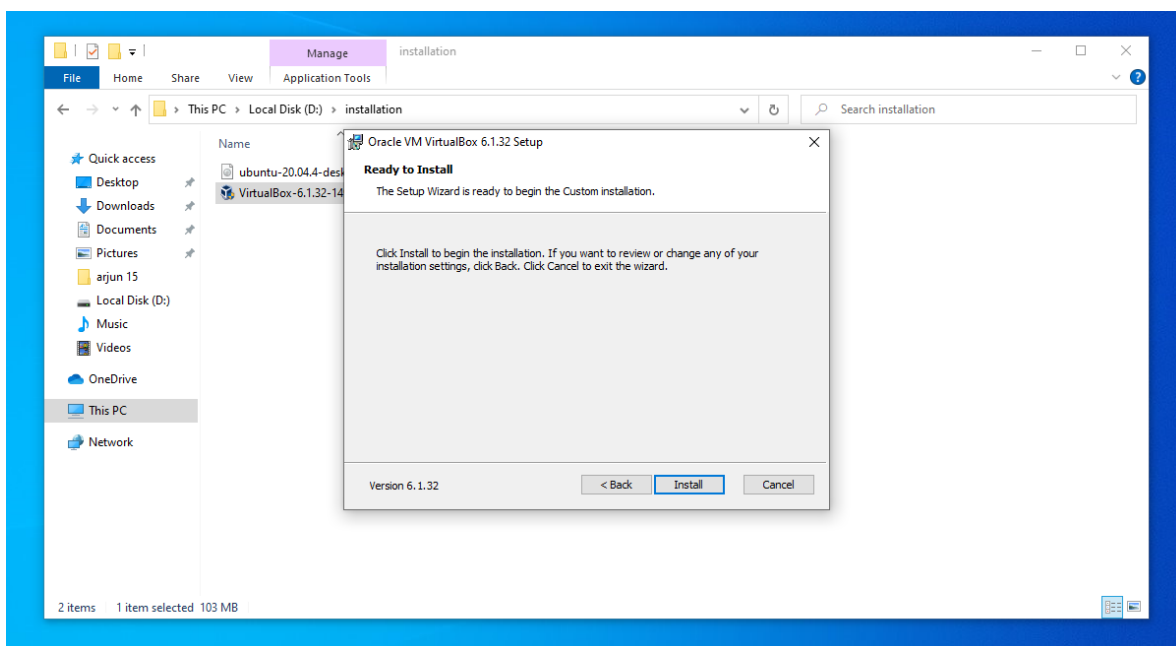 Manage installation
File Home Share View Application Tools
This PC > Local Disk (D:) > installation
Search installation
Name
Quick access
Desktop
Downloads
Documents
Pictures
arjun 15
Local Disk (D:)
Music
Videos
OneDrive
This PC
Network
ubuntu-20.04.4-desk
VirtualBox-6.1.32-14
Oracle VM VirtualBox 6.1.32 Setup
Ready to Install
The Setup Wizard is ready to begin the Custom installation.
Click Install to begin the installation. If you want to review or change any of your
installation settings, click Back. Click Cancel to exit the wizard.
Version 6.1.32
< Back Install Cancel
2 items 1 item selected 103 MB